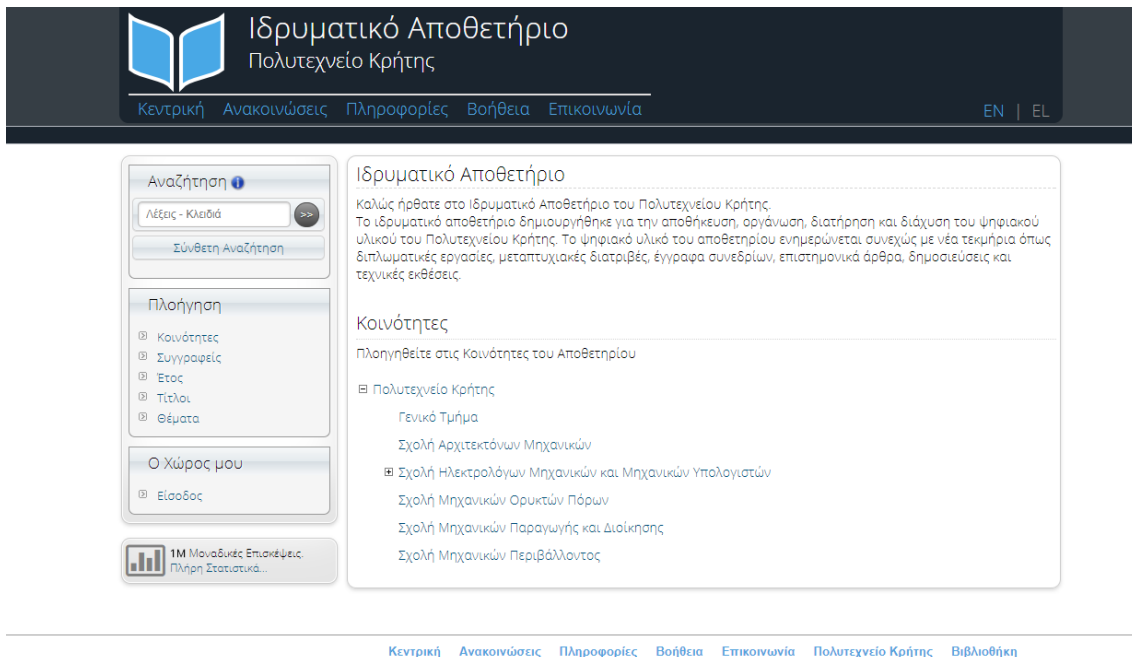 Ιδρυματικό Αποθετήριο
Πολυτεχνείο Κρήτης
Κεντρική Ανακοινώσεις Πληροφορίες Βοήθεια Επικοινωνία EN | EL
Αναζήτηση
Λέξεις - Κλειδιά >>
Σύνθετη Αναζήτηση
Πλοήγηση
Κοινότητες
Συγγραφείς
Έτος
Τίτλοι
Θέματα
Ο Χώρος μου
Είσοδος
1M Μοναδικές Επισκέψεις.
Πλήρη Στατιστικά...
Ιδρυματικό Αποθετήριο
Καλώς ήρθατε στο Ιδρυματικό Αποθετήριο του Πολυτεχνείου Κρήτης.
Το ιδρυματικό αποθετήριο δημιουργήθηκε για την αποθήκευση, οργάνωση, διατήρηση και διάχυση του ψηφιακού
υλικού του Πολυτεχνείου Κρήτης. Το ψηφιακό υλικό του αποθετηρίου ενημερώνεται συνεχώς με νέα τεκμήρια όπως
διπλωματικές εργασίες, μεταπτυχιακές διατριβές, έγγραφα συνεδρίων, επιστημονικά άρθρα, δημοσιεύσεις και
τεχνικές εκθέσεις.
Κοινότητες
Πλοηγηθείτε στις Κοινότητες του Αποθετηρίου
Πολυτεχνείο Κρήτης
Γενικό Τμήμα
Σχολή Αρχιτεκτόνων Μηχανικών
Σχολή Ηλεκτρολόγων Μηχανικών και Μηχανικών Υπολογιστών
Σχολή Μηχανικών Ορυκτών Πόρων
Σχολή Μηχανικών Παραγωγής και Διοίκησης
Σχολή Μηχανικών Περιβάλλοντος
Κεντρική Ανακοινώσεις Πληροφορίες Βοήθεια Επικοινωνία Πολυτεχνείο Κρήτης Βιβλιοθήκη